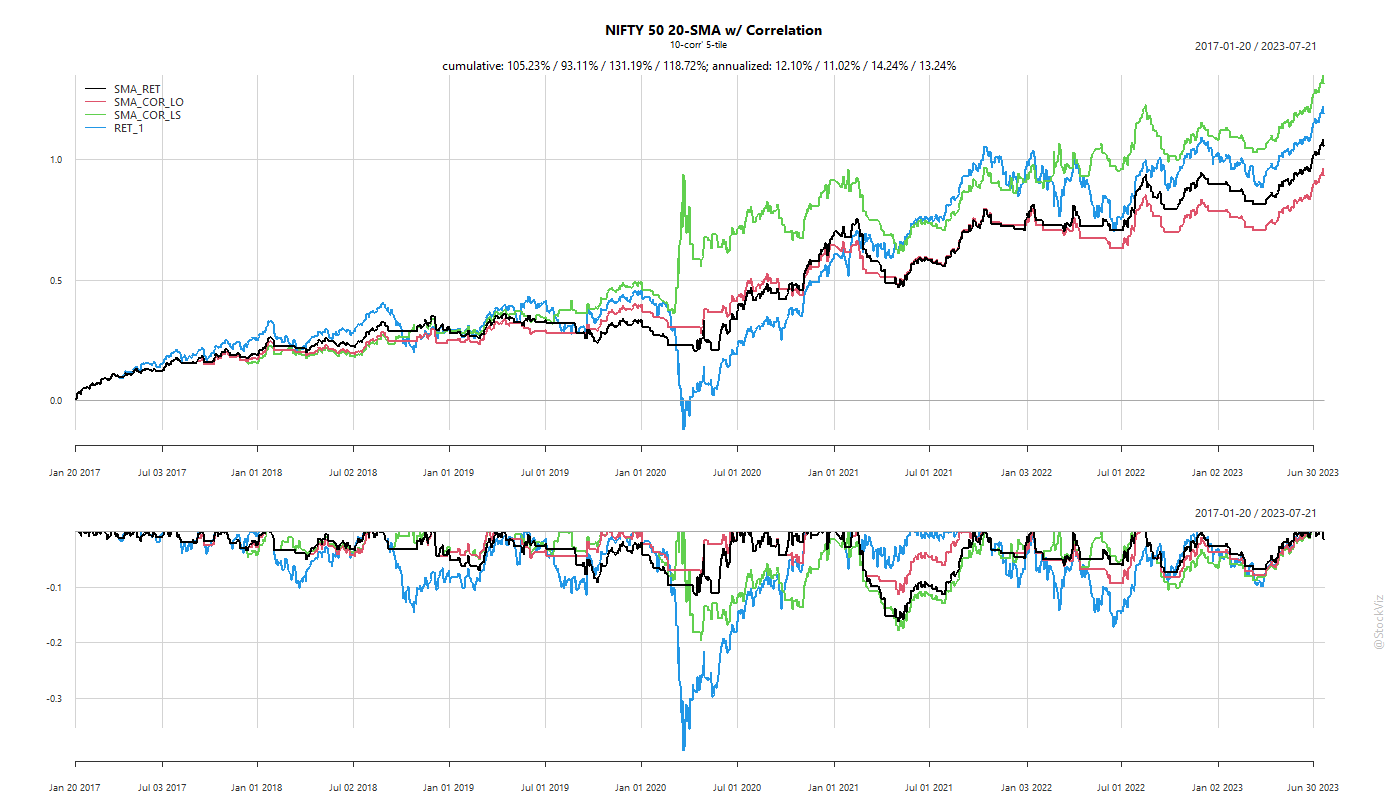 NIFTY 50 20-SMA w/ Correlation
10-corr' 5-tile
2017-01-20 / 2023-07-21
cumulative: 105.23% / 93.11% / 131.19% / 118.72%; annualized: 12.10% / 11.02% / 14.24% / 13.24%
SMA_RET
SMA_COR_LO
SMA_COR_LS
RET_1
1.0
0.5
0.0
Jan 20 2017 Jul 03 2017 Jan 01 2018 Jul 02 2018 Jan 01 2019 Jul 01 2019 Jan 01 2020 Jul 01 2020 Jan 01 2021 Jul 01 2021 Jan 03 2022 Jul 01 2022 Jan 02 2023 Jun 30 2023
2017-01-20 / 2023-07-21
-0.1
-0.2
-0.3
@StockViz
Jan 20 2017 Jul 03 2017 Jan 01 2018 Jul 02 2018 Jan 01 2019 Jul 01 2019 Jan 01 2020 Jul 01 2020 Jan 01 2021 Jul 01 2021 Jan 03 2022 Jul 01 2022 Jan 02 2023 Jun 30 2023